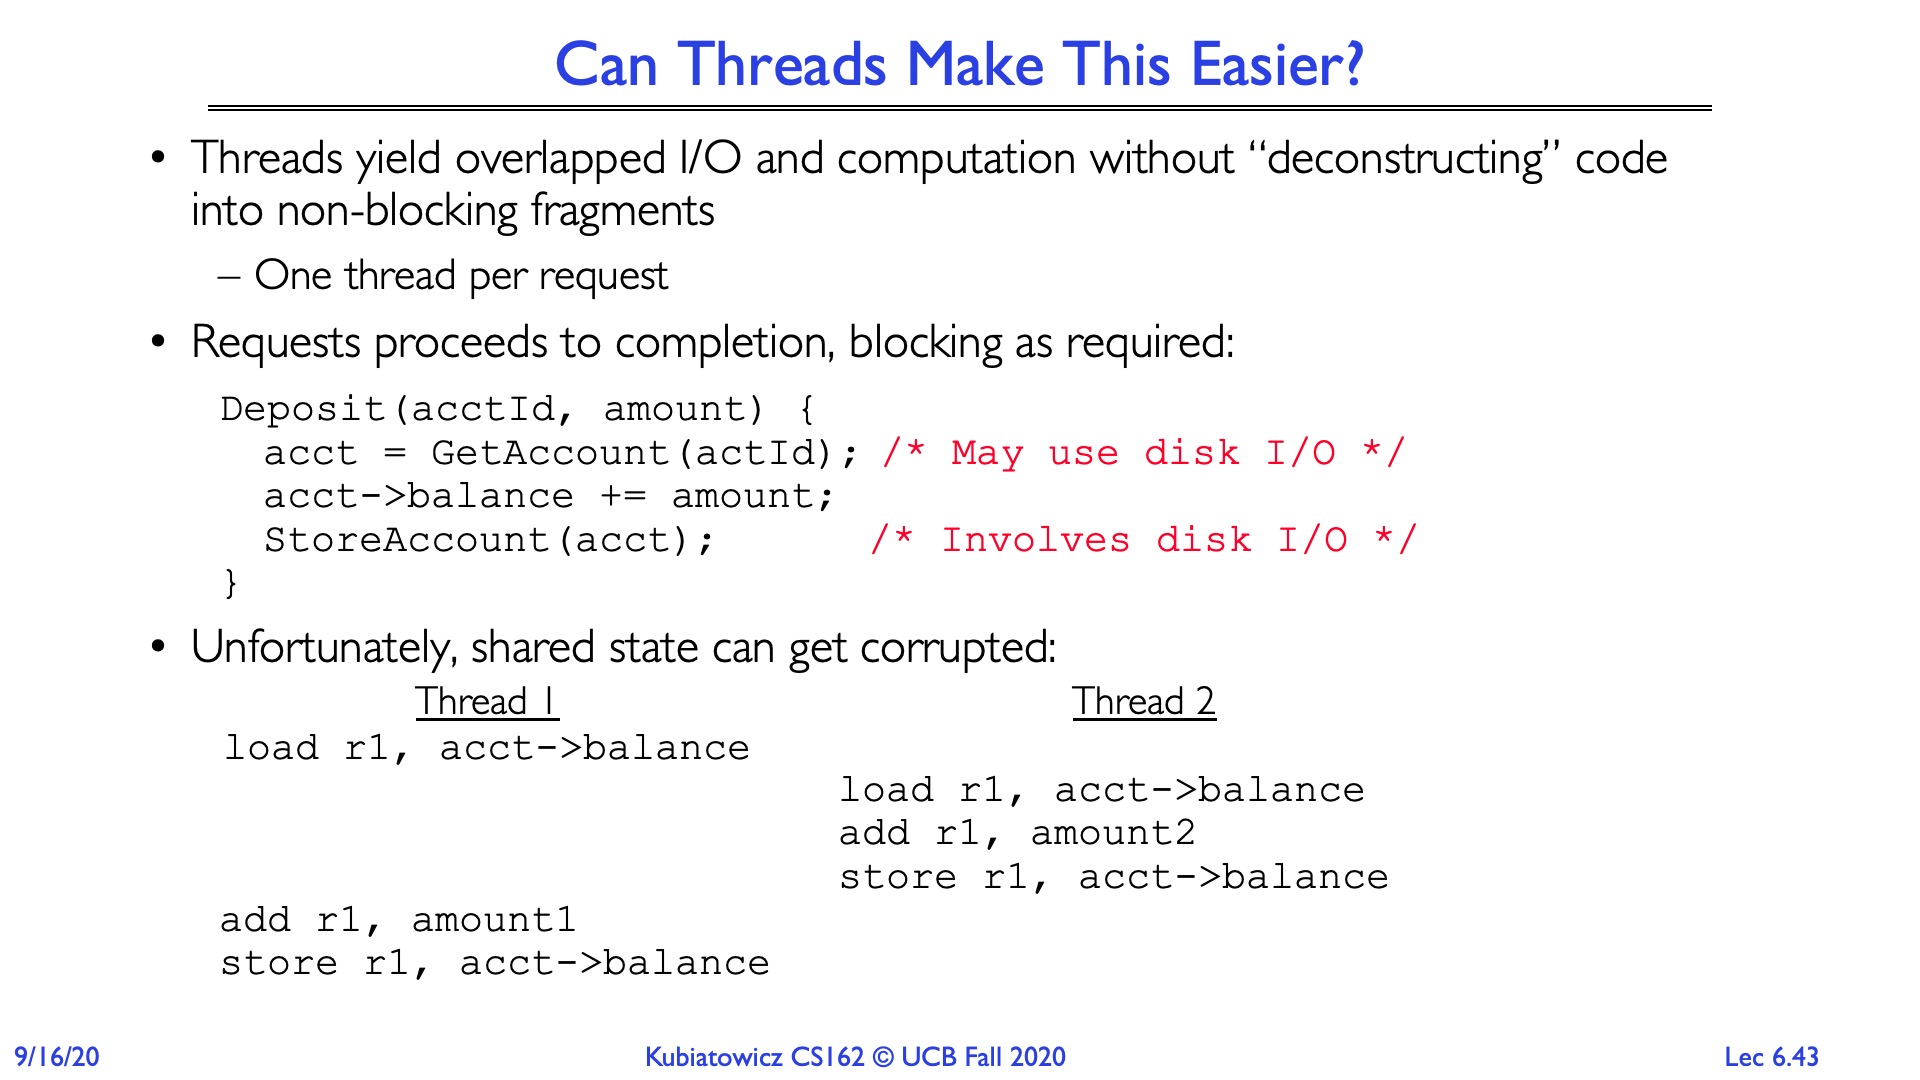 Can Threads Make This Easier?
• Threads yield overlapped I/O and computation without “deconstructing” code
into non-blocking fragments
– One thread per request
• Requests proceeds to completion, blocking as required:
Deposit(acctId, amount) {
acct = GetAccount(actId); /* May use disk I/O */
acct->balance += amount;
StoreAccount(acct); /* Involves disk I/O */
}
• Unfortunately, shared state can get corrupted:
Thread 1 Thread 2
load r1, acct->balance
load r1, acct->balance
add r1, amount2
store r1, acct->balance
add r1, amount1
store r1, acct->balance
9/16/20 Kubiatowicz CS162 © UCB Fall 2020 Lec 6.43